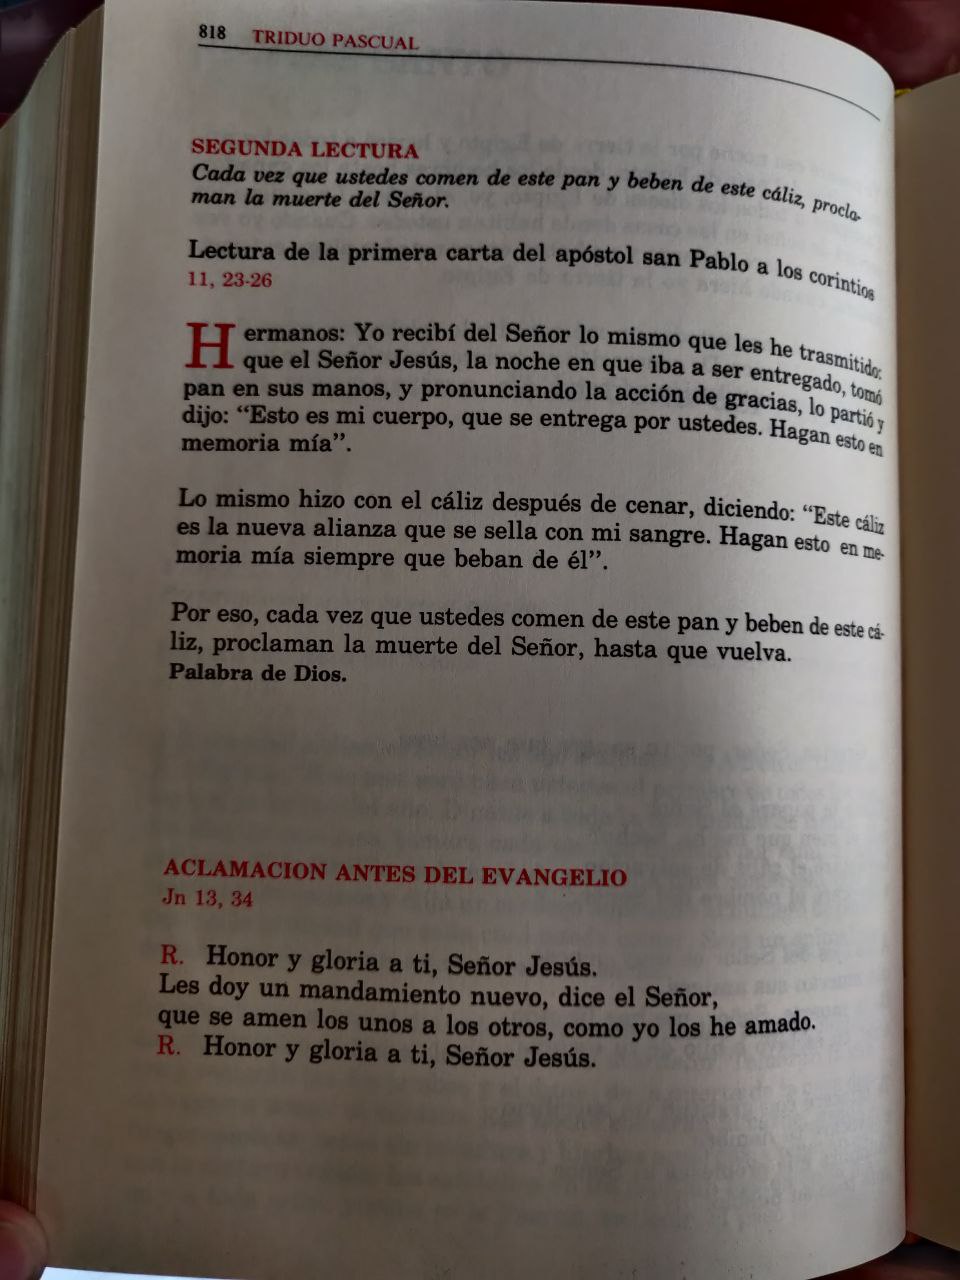 818 TRIDUO PASCUAL
SEGUNDA LECTURA
Cada vez que ustedes comen de este pan y beben de este cáliz, procla-
man la muerte del Señor.
Lectura de la primera carta del apóstol san Pablo a los corintios
11, 23-26
Hermanos: Yo recibí del Señor lo mismo que les he trasmitido:
que el Señor Jesús, la noche en que iba a ser entregado, tomó
pan en sus manos, y pronunciando la acción de gracias, lo partió y
dijo: “Esto es mi cuerpo, que se entrega por ustedes. Hagan esto en
memoria mía”.
Lo mismo hizo con el cáliz después de cenar, diciendo: “Este cáliz
es la nueva alianza que se sella con mi sangre. Hagan esto en me-
moria mía siempre que beban de él”.
Por eso, cada vez que ustedes comen de este pan y beben de este cá-
liz, proclaman la muerte del Señor, hasta que vuelva.
Palabra de Dios.
ACLAMACION ANTES DEL EVANGELIO
Jn 13, 34
R. Honor y gloria a ti, Señor Jesús.
Les doy un mandamiento nuevo, dice el Señor,
que se amen los unos a los otros, como yo los he amado.
R. Honor y gloria a ti, Señor Jesús.